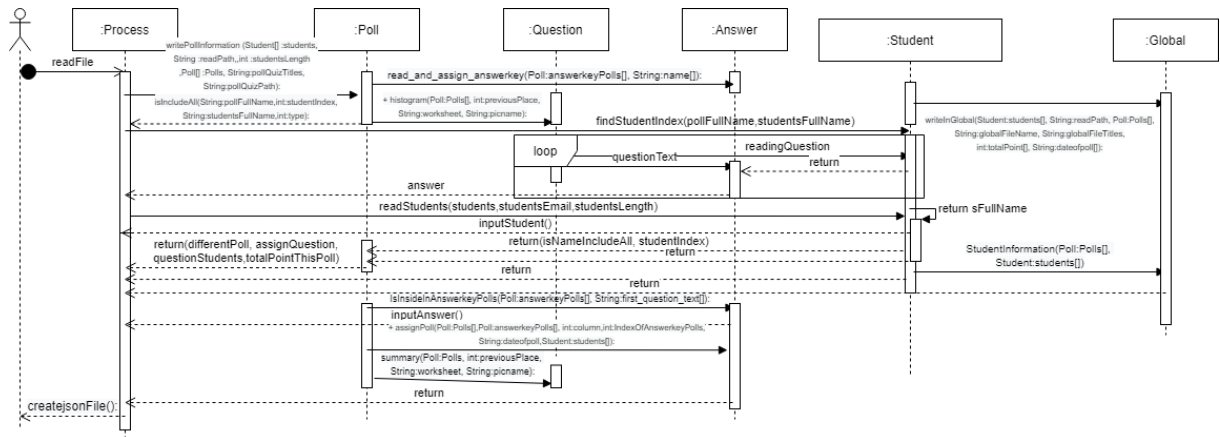 :Process
:Poll
:Question
:Answer
:Student
:Global
readFile
writePollInformation (Student[] :students,
String :readPath,,int :studentsLength
,Poll[] :Polls, String:pollQuizTitles,
String:pollQuizPath):
isIncludeAll(String:pollFullName,int:studentIndex,
String:studentsFullName,int:type):
read_and_assign_answerkey(Poll:answerkeyPolls[], String:name[]):
+ histogram(Poll:Polls[], int:previousPlace,
String:worksheet, String:picname):
findStudentIndex(pollFullName,studentsFullName)
writeInGlobal(Student:students[], String:readPath, Poll:Polls[],
String:globalFileName, String:globalFileTitles,
int:totalPoint[], String:dateofpoll[]):
loop
readingQuestion
questionText
return
answer
readStudents(students,studentsEmail,studentsLength)
return sFullName
inputStudent()
return(differentPoll, assignQuestion,
questionStudents,totalPointThisPoll)
return(isNameIncludeAll, studentIndex)
return
StudentInformation(Poll:Polls[],
Student:students[])
return
return
IsInsideInAnswerkeyPolls(Poll:answerkeyPolls[], String:first_question_text[]):
inputAnswer()
+ assignPoll(Poll:Polls[],Poll:answerkeyPolls[], int:column,int:IndexOfAnswerkeyPolls,
String:dateofpoll,Student:students[]):
summary(Poll:Polls, int:previousPlace,
String:worksheet, String:picname):
return
createjsonFile():